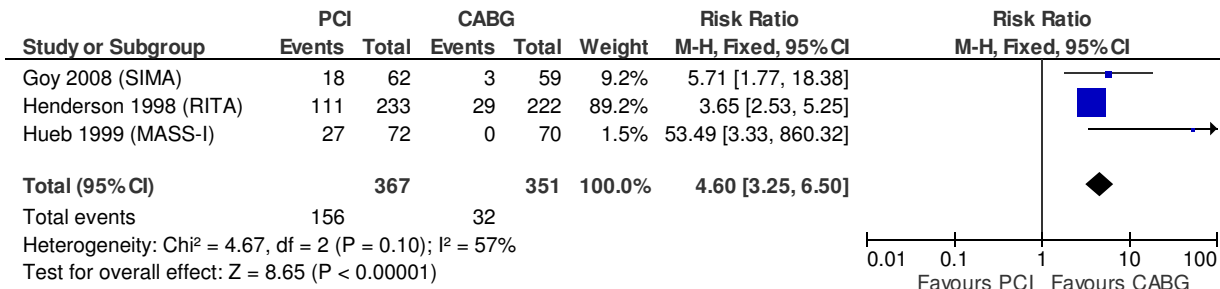 PCI CABG Risk Ratio Risk Ratio
Study or Subgroup Events Total Events Total Weight M-H, Fixed, 95% CI M-H, Fixed, 95% CI
Goy 2008 (SIMA) 18 62 3 59 9.2% 5.71 [1.77, 18.38]
Henderson 1998 (RITA) 111 233 29 222 89.2% 3.65 [2.53, 5.25]
Hueb 1999 (MASS-I) 27 72 0 70 1.5% 53.49 [3.33, 860.32]
Total (95% CI) 367 351 100.0% 4.60 [3.25, 6.50]
Total events 156 32
Heterogeneity: Chi² = 4.67, df = 2 (P = 0.10); I² = 57%
Test for overall effect: Z = 8.65 (P < 0.00001)
0.01 0.1 1 10 100
Favours PCI Favours CABG